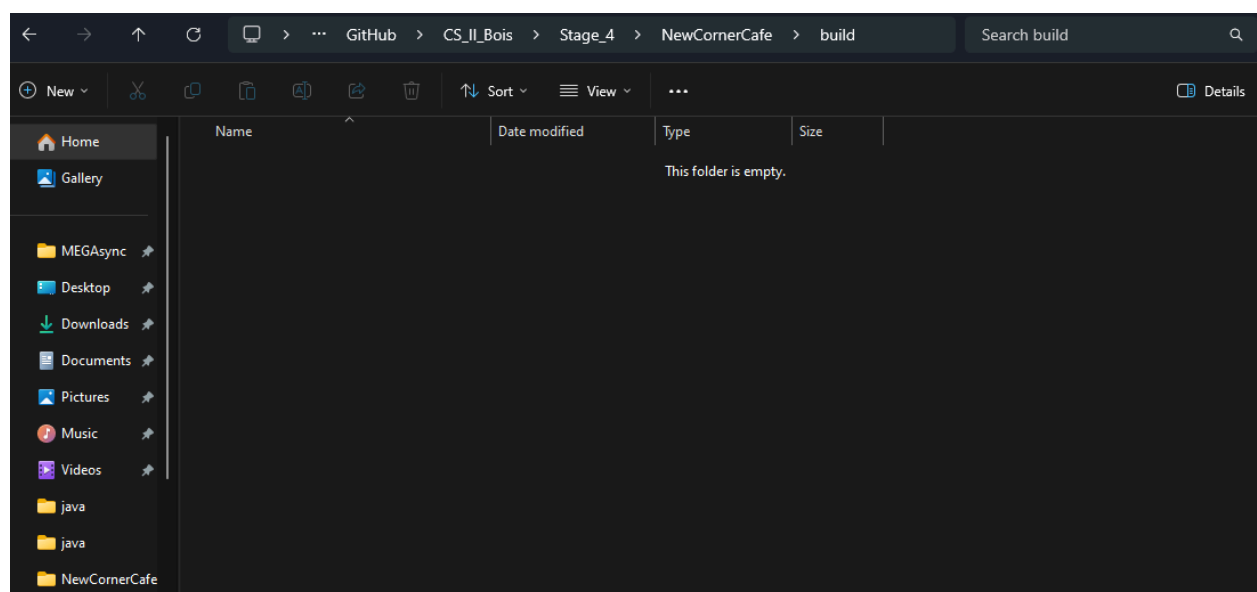 ··· GitHub > CS_II_Bois > Stage_4 > NewCornerCafe > build Search build
New Sort View ··· Details
Name Date modified Type Size
This folder is empty.
Home
Gallery
MEGAsync
Desktop
Downloads
Documents
Pictures
Music
Videos
java
java
NewCornerCafe